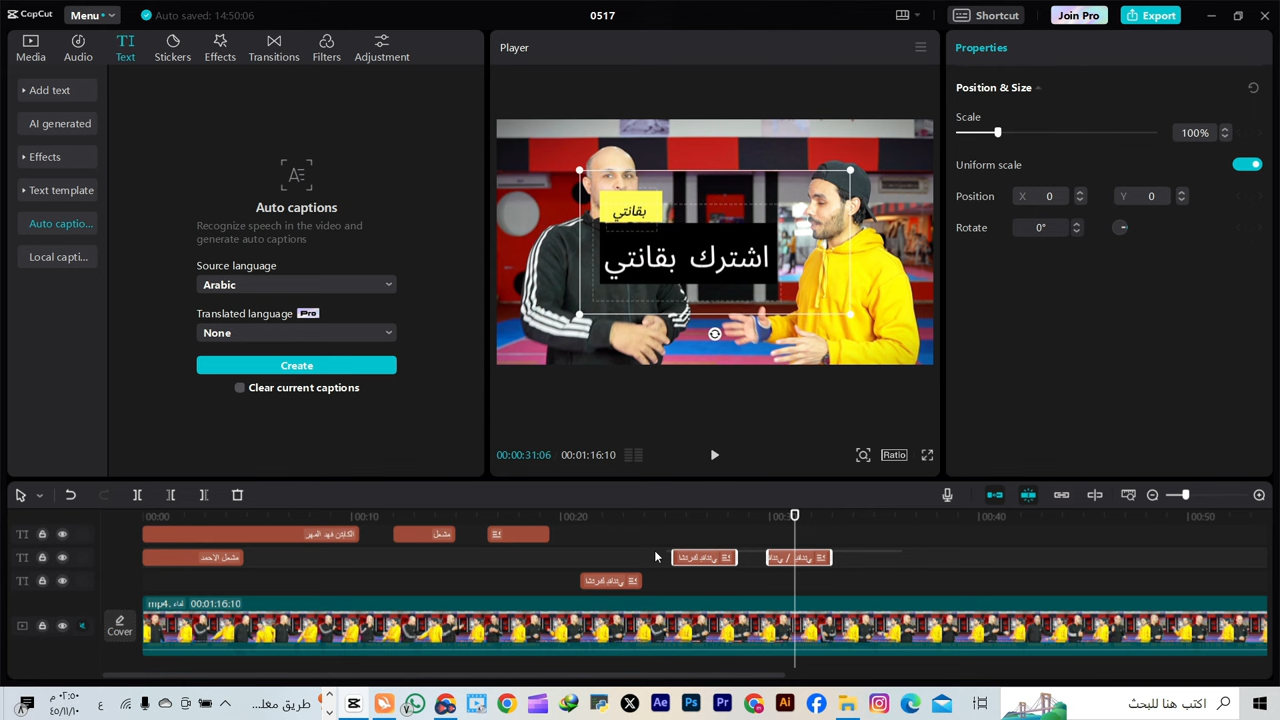 CapCut
Menu
Auto saved: 14:50:06
0517
Shortcut
Join Pro
Export
Media
Audio
Text
Stickers
Effects
Transitions
Filters
Adjustment
Add text
AI generated
Effects
Text template
Auto captio...
Local capti...
Auto captions
Recognize speech in the video and
generate auto captions
Source language
Arabic
Translated language Pro
None
Create
Clear current captions
Player
بقانتي
اشترك بقانتي
00:00:31:06
00:01:16:10
Ratio
Properties
Position & Size
Scale
100%
Uniform scale
Position
X 0
Y 0
Rotate
0°
00:00
00:10
00:20
00:40
00:50
Cover
00:01:16:10
طريق معلـ...
اكتب هنا للبحث